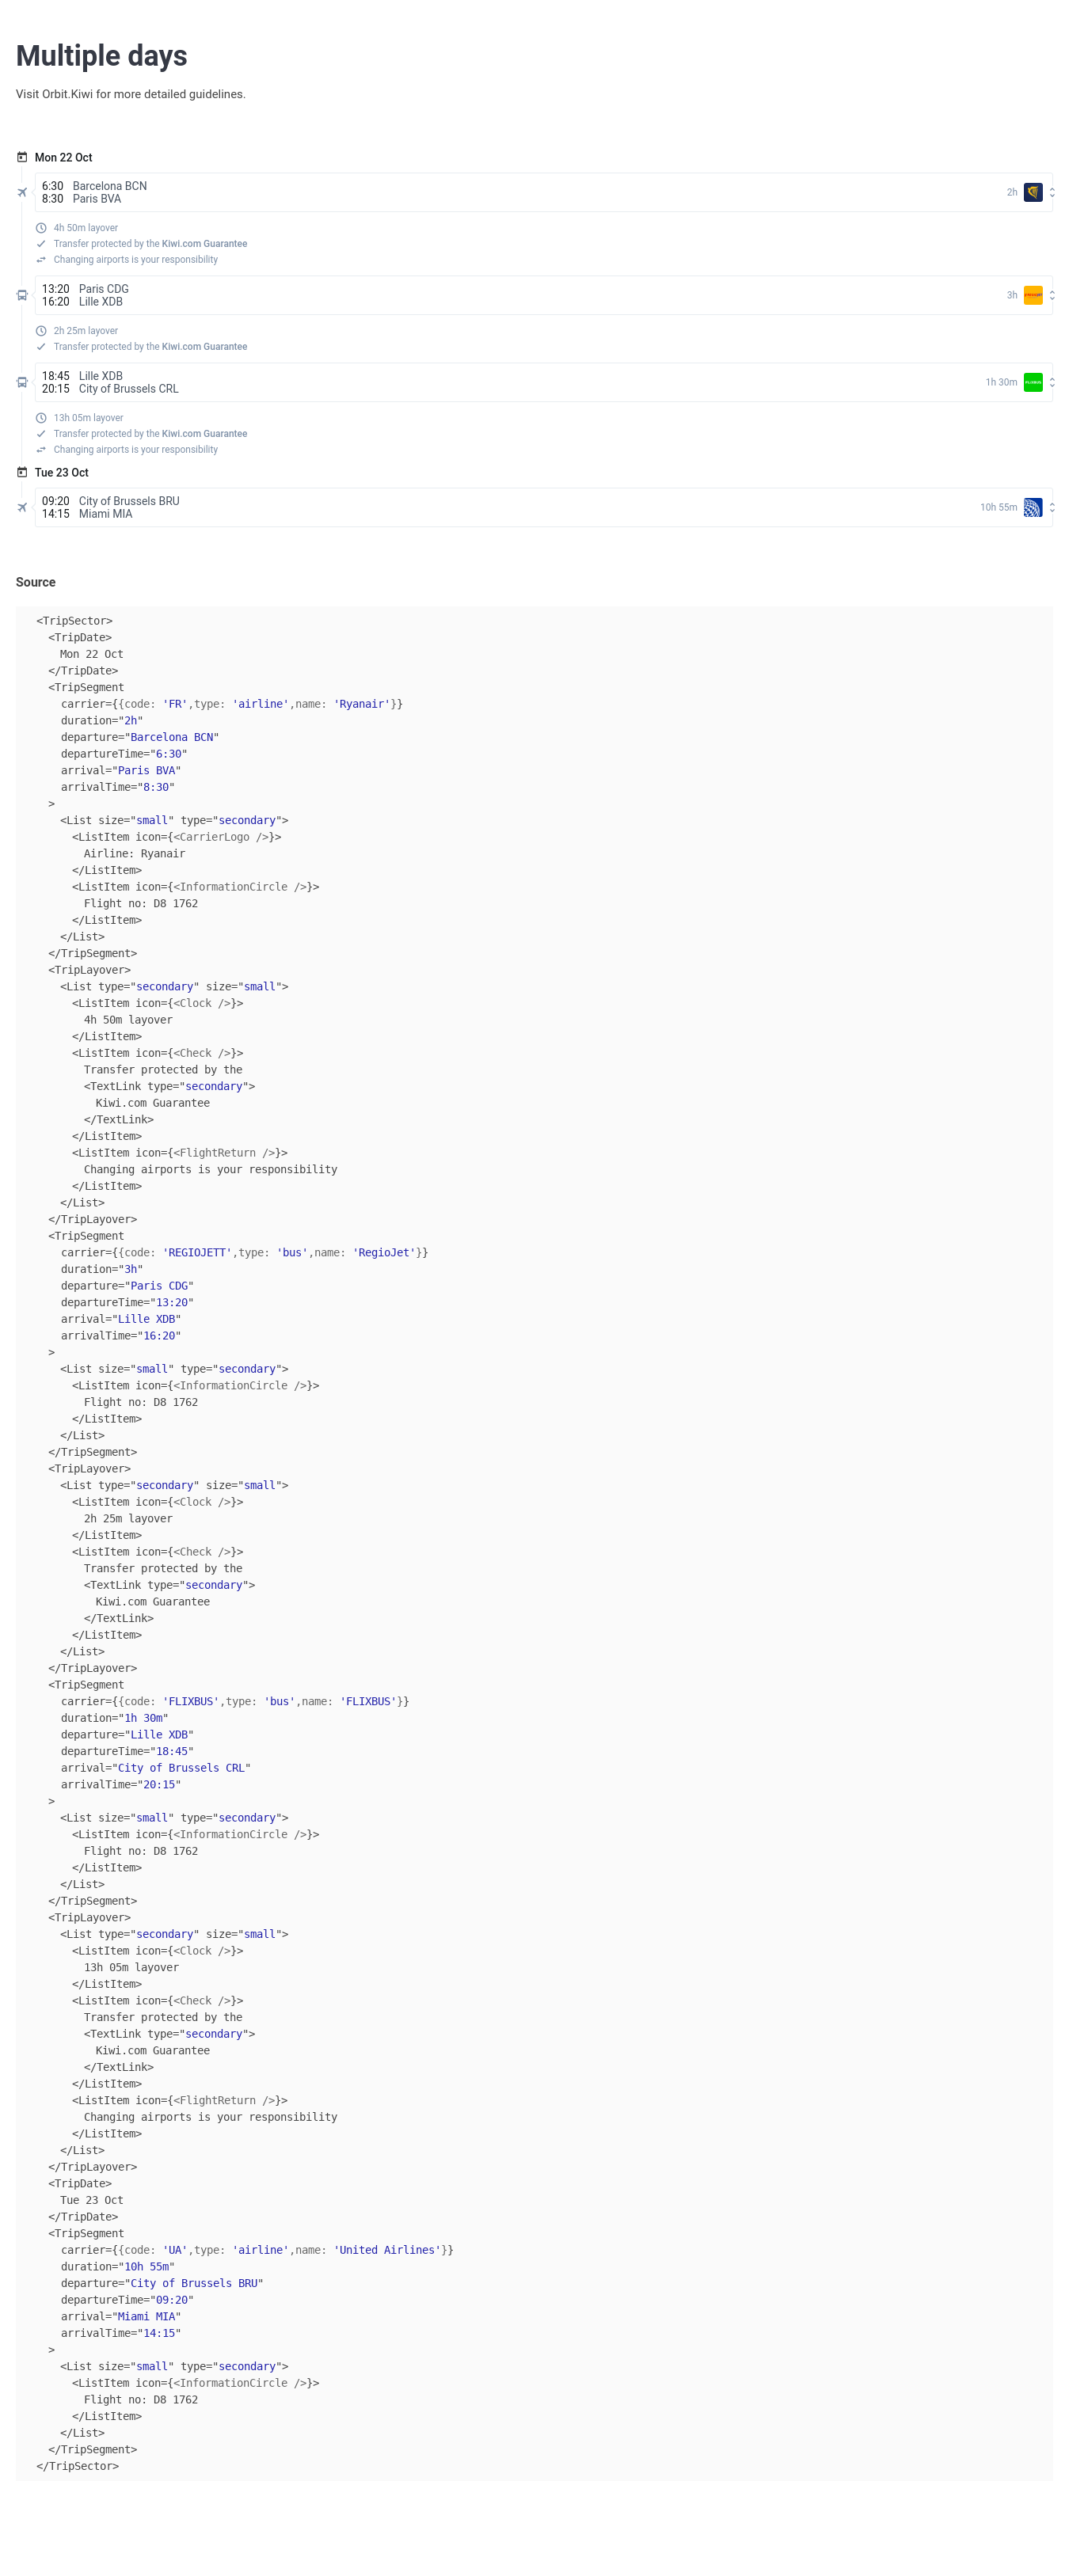 Multiple days
Visit Orbit.Kiwi for more detailed guidelines.
Mon 22 Oct
6:30 Barcelona BCN
8:30 Paris BVA
2h
4h 50m layover
Transfer protected by the Kiwi.com Guarantee
Changing airports is your responsibility
13:20 Paris CDG
16:20 Lille XDB
3h
2h 25m layover
Transfer protected by the Kiwi.com Guarantee
18:45 Lille XDB
20:15 City of Brussels CRL
1h 30m
13h 05m layover
Transfer protected by the Kiwi.com Guarantee
Changing airports is your responsibility
Tue 23 Oct
09:20 City of Brussels BRU
14:15 Miami MIA
10h 55m
Source
<TripSector>
<TripDate>
Mon 22 Oct
</TripDate>
<TripSegment
carrier={{code: 'FR',type: 'airline',name: 'Ryanair'}}
duration="2h"
departure="Barcelona BCN"
departureTime="6:30"
arrival="Paris BVA"
arrivalTime="8:30"
>
<List size="small" type="secondary">
<ListItem icon={<CarrierLogo />}>
Airline: Ryanair
</ListItem>
<ListItem icon={<InformationCircle />}>
Flight no: D8 1762
</ListItem>
</List>
</TripSegment>
<TripLayover>
<List type="secondary" size="small">
<ListItem icon={<Clock />}>
4h 50m layover
</ListItem>
<ListItem icon={<Check />}>
Transfer protected by the
<TextLink type="secondary">
Kiwi.com Guarantee
</TextLink>
</ListItem>
<ListItem icon={<FlightReturn />}>
Changing airports is your responsibility
</ListItem>
</List>
</TripLayover>
<TripSegment
carrier={{code: 'REGIOJETT',type: 'bus',name: 'RegioJet'}}
duration="3h"
departure="Paris CDG"
departureTime="13:20"
arrival="Lille XDB"
arrivalTime="16:20"
>
<List size="small" type="secondary">
<ListItem icon={<InformationCircle />}>
Flight no: D8 1762
</ListItem>
</List>
</TripSegment>
<TripLayover>
<List type="secondary" size="small">
<ListItem icon={<Clock />}>
2h 25m layover
</ListItem>
<ListItem icon={<Check />}>
Transfer protected by the
<TextLink type="secondary">
Kiwi.com Guarantee
</TextLink>
</ListItem>
</List>
</TripLayover>
<TripSegment
carrier={{code: 'FLIXBUS',type: 'bus',name: 'FLIXBUS'}}
duration="1h 30m"
departure="Lille XDB"
departureTime="18:45"
arrival="City of Brussels CRL"
arrivalTime="20:15"
>
<List size="small" type="secondary">
<ListItem icon={<InformationCircle />}>
Flight no: D8 1762
</ListItem>
</List>
</TripSegment>
<TripLayover>
<List type="secondary" size="small">
<ListItem icon={<Clock />}>
13h 05m layover
</ListItem>
<ListItem icon={<Check />}>
Transfer protected by the
<TextLink type="secondary">
Kiwi.com Guarantee
</TextLink>
</ListItem>
<ListItem icon={<FlightReturn />}>
Changing airports is your responsibility
</ListItem>
</List>
</TripLayover>
<TripDate>
Tue 23 Oct
</TripDate>
<TripSegment
carrier={{code: 'UA',type: 'airline',name: 'United Airlines'}}
duration="10h 55m"
departure="City of Brussels BRU"
departureTime="09:20"
arrival="Miami MIA"
arrivalTime="14:15"
>
<List size="small" type="secondary">
<ListItem icon={<InformationCircle />}>
Flight no: D8 1762
</ListItem>
</List>
</TripSegment>
</TripSector>